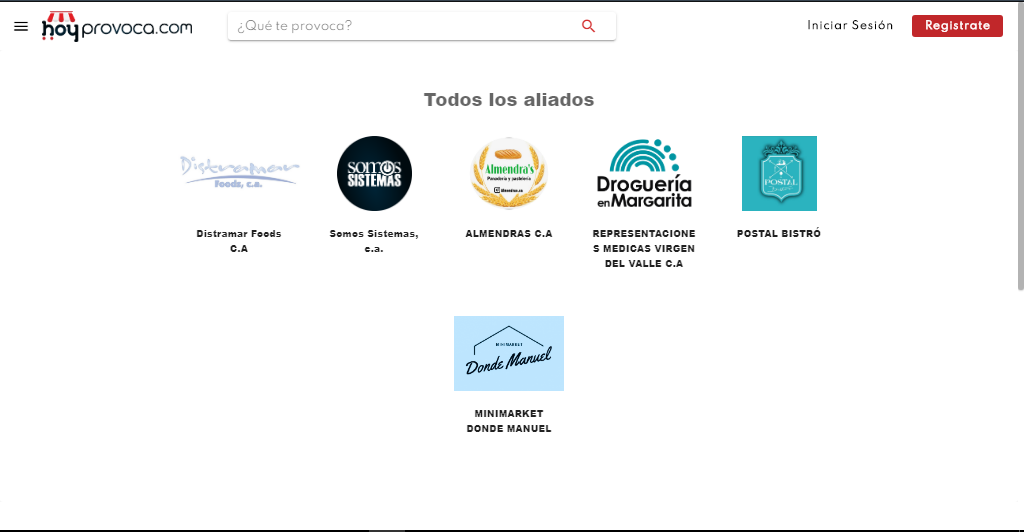 hoyprovoca.com
¿Qué te provoca?
Iniciar Sesión
Registrate
Todos los aliados
Distramar
Foods, c.a.
SOMOS
SISTEMAS
Almendra's
Panadería y pastelería
Droguería
en Margarita
POSTAL
Distramar Foods
C.A
Somos Sistemas,
c.a.
ALMENDRAS C.A
REPRESENTACIONE
S MEDICAS VIRGEN
DEL VALLE C.A
POSTAL BISTRÓ
MINIMARKET
Donde Manuel
MINIMARKET
DONDE MANUEL